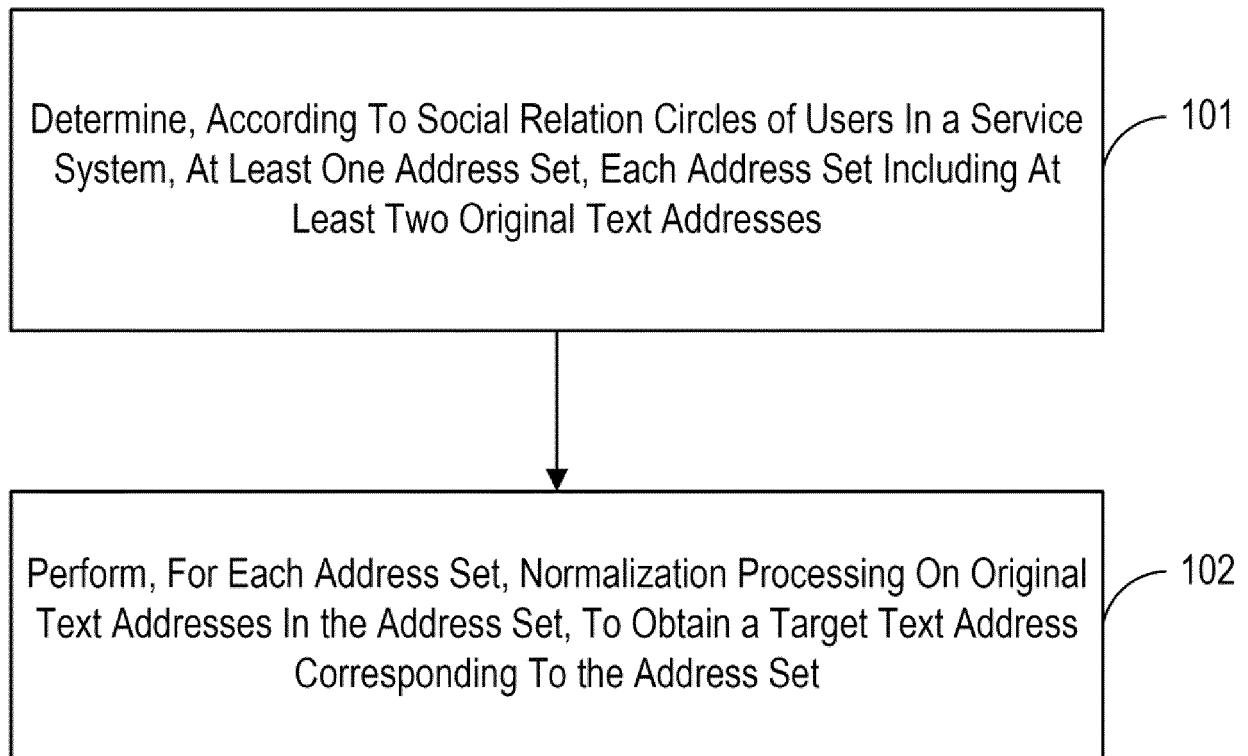 Determine, According To Social Relation Circles of Users In a Service
System, At Least One Address Set, Each Address Set Including At
Least Two Original Text Addresses
101
Perform, For Each Address Set, Normalization Processing On Original
Text Addresses In the Address Set, To Obtain a Target Text Address
Corresponding To the Address Set
102